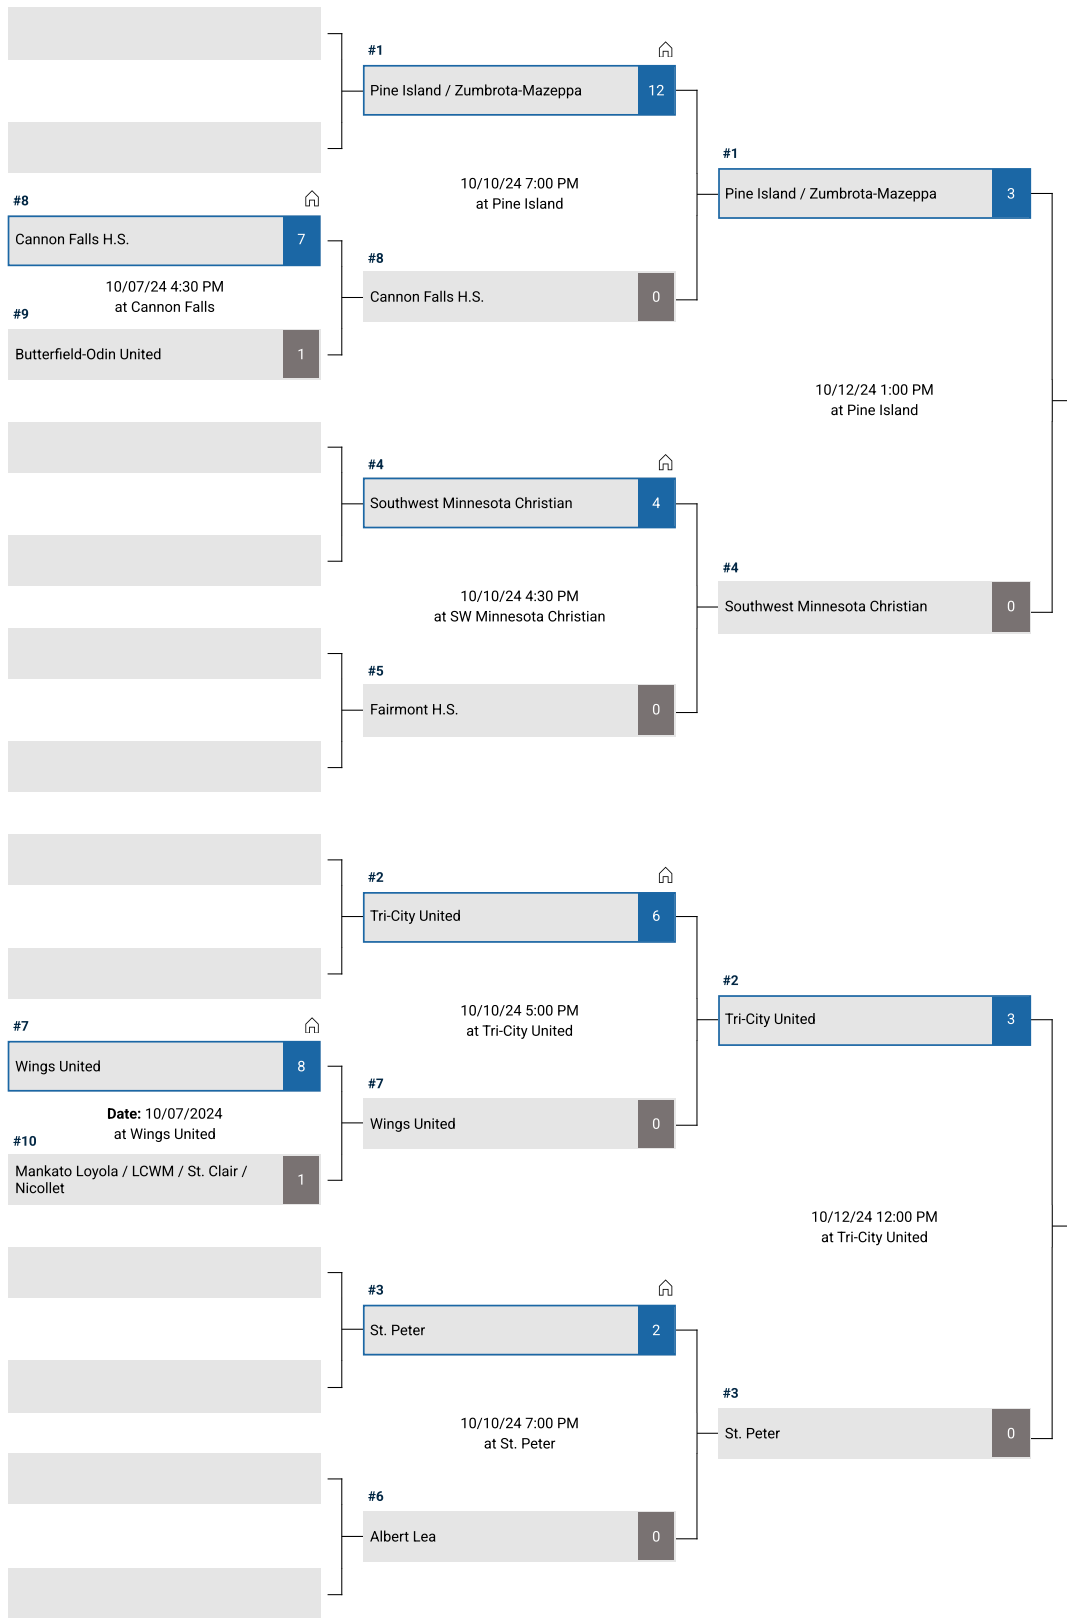 #1
Pine Island / Zumbrota-Mazeppa
12
10/10/24 7:00 PM
at Pine Island
#1
Pine Island / Zumbrota-Mazeppa
3
#8
Cannon Falls H.S.
7
10/07/24 4:30 PM
at Cannon Falls
#9
Butterfield-Odin United
1
#8
Cannon Falls H.S.
0
10/12/24 1:00 PM
at Pine Island
#4
Southwest Minnesota Christian
4
10/10/24 4:30 PM
at SW Minnesota Christian
#4
Southwest Minnesota Christian
0
#5
Fairmont H.S.
0
#2
Tri-City United
6
10/10/24 5:00 PM
at Tri-City United
#2
Tri-City United
3
#7
Wings United
8
Date: 10/07/2024
at Wings United
#10
Mankato Loyola / LCWM / St. Clair /
Nicollet
1
#7
Wings United
0
10/12/24 12:00 PM
at Tri-City United
#3
St. Peter
2
10/10/24 7:00 PM
at St. Peter
#3
St. Peter
0
#6
Albert Lea
0